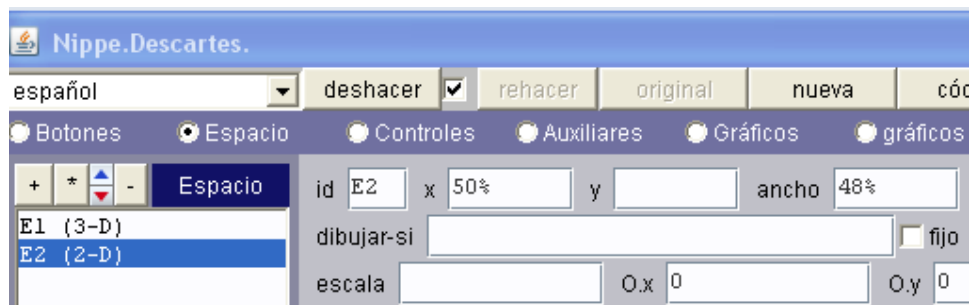 Nippe.Descartes.
español deshacer rehacer original nueva cóc
Botones Espacio Controles Auxiliares Gráficos gráficos
+ * - Espacio id E2 x 50% y ancho 48%
E1 (3-D)
E2 (2-D)
dibujar-si fijo
escala O.x 0 O.y 0